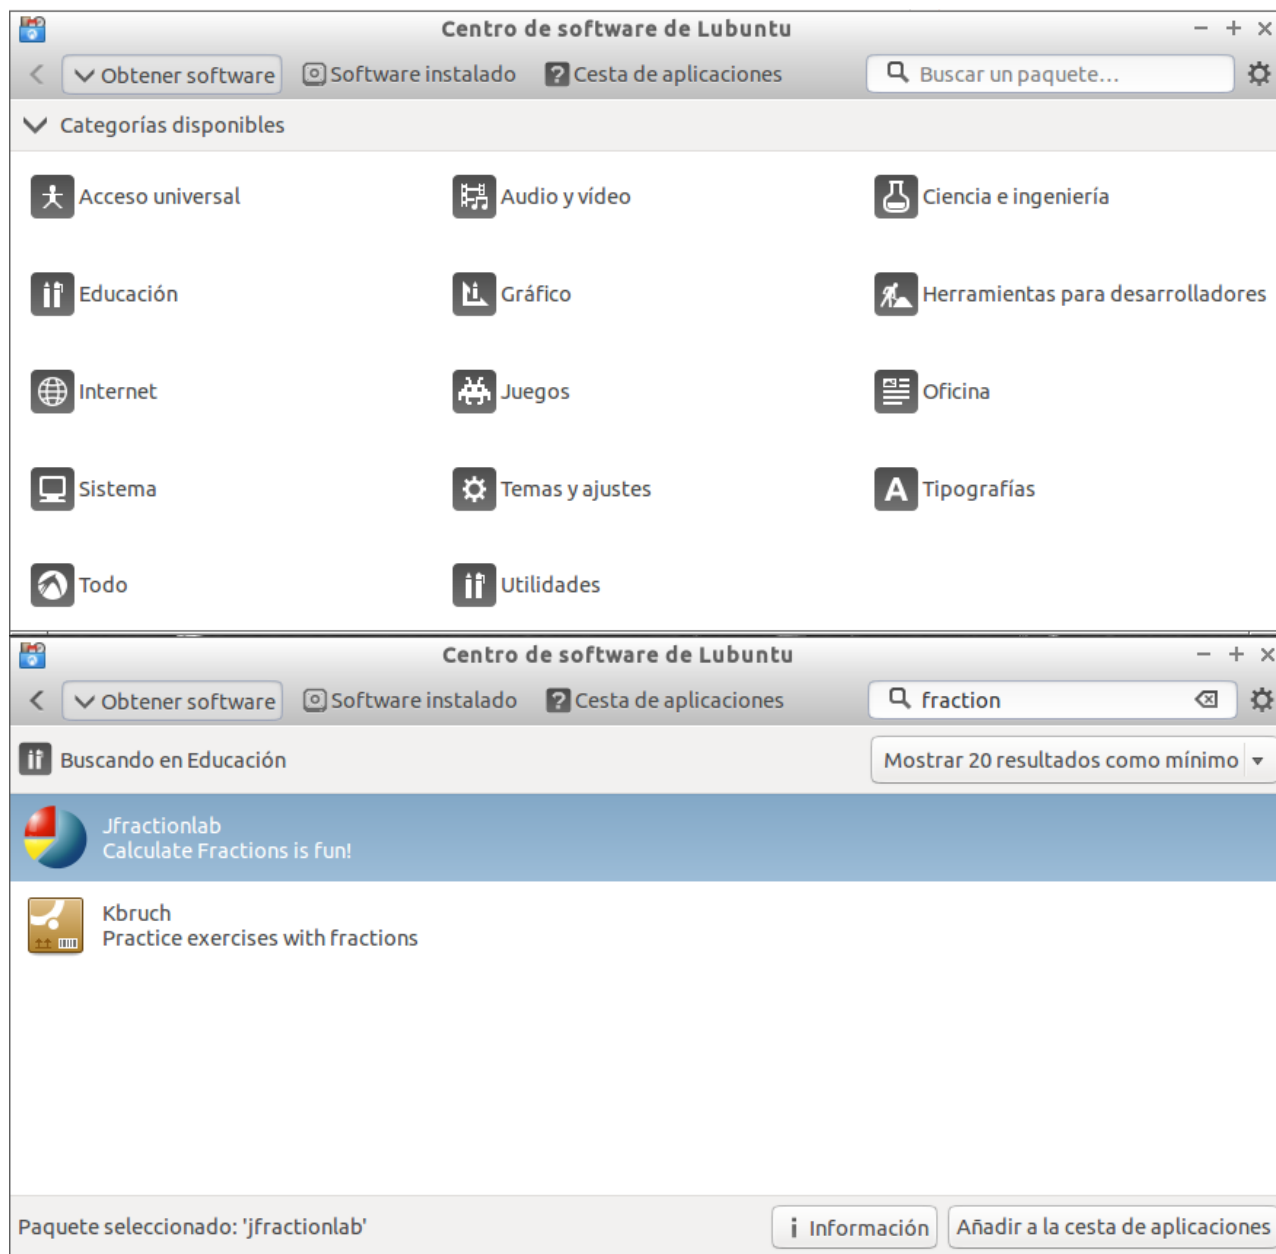 Centro de software de Lubuntu
Obtener software Software instalado Cesta de aplicaciones Buscar un paquete...
Categorías disponibles
Acceso universal Audio y vídeo Ciencia e ingeniería
Educación Gráfico Herramientas para desarrolladores
Internet Juegos Oficina
Sistema Temas y ajustes Tipografías
Todo Utilidades
Centro de software de Lubuntu
Obtener software Software instalado Cesta de aplicaciones fraction
Buscando en Educación Mostrar 20 resultados como mínimo
Jfractionlab
Calculate Fractions is fun!
Kbruch
Practice exercises with fractions
Paquete seleccionado: 'jfractionlab' Información Añadir a la cesta de aplicaciones